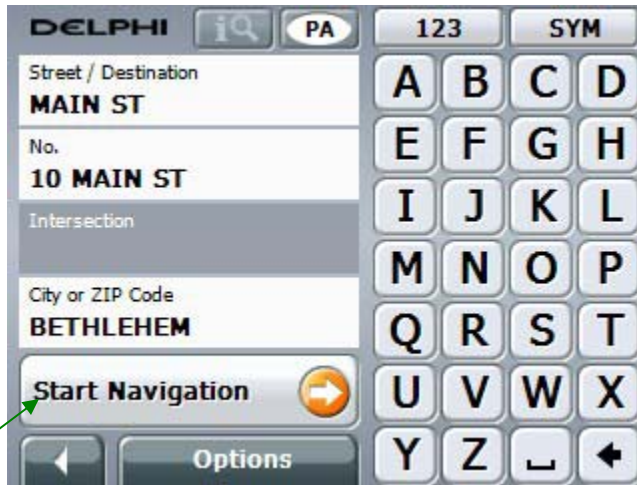 DELPHI iQ PA 123 SYM
Street / Destination
MAIN ST
No.
10 MAIN ST
Intersection
City or ZIP Code
BETHLEHEM
Start Navigation
Options
A B C D
E F G H
I J K L
M N O P
Q R S T
U V W X
Y Z